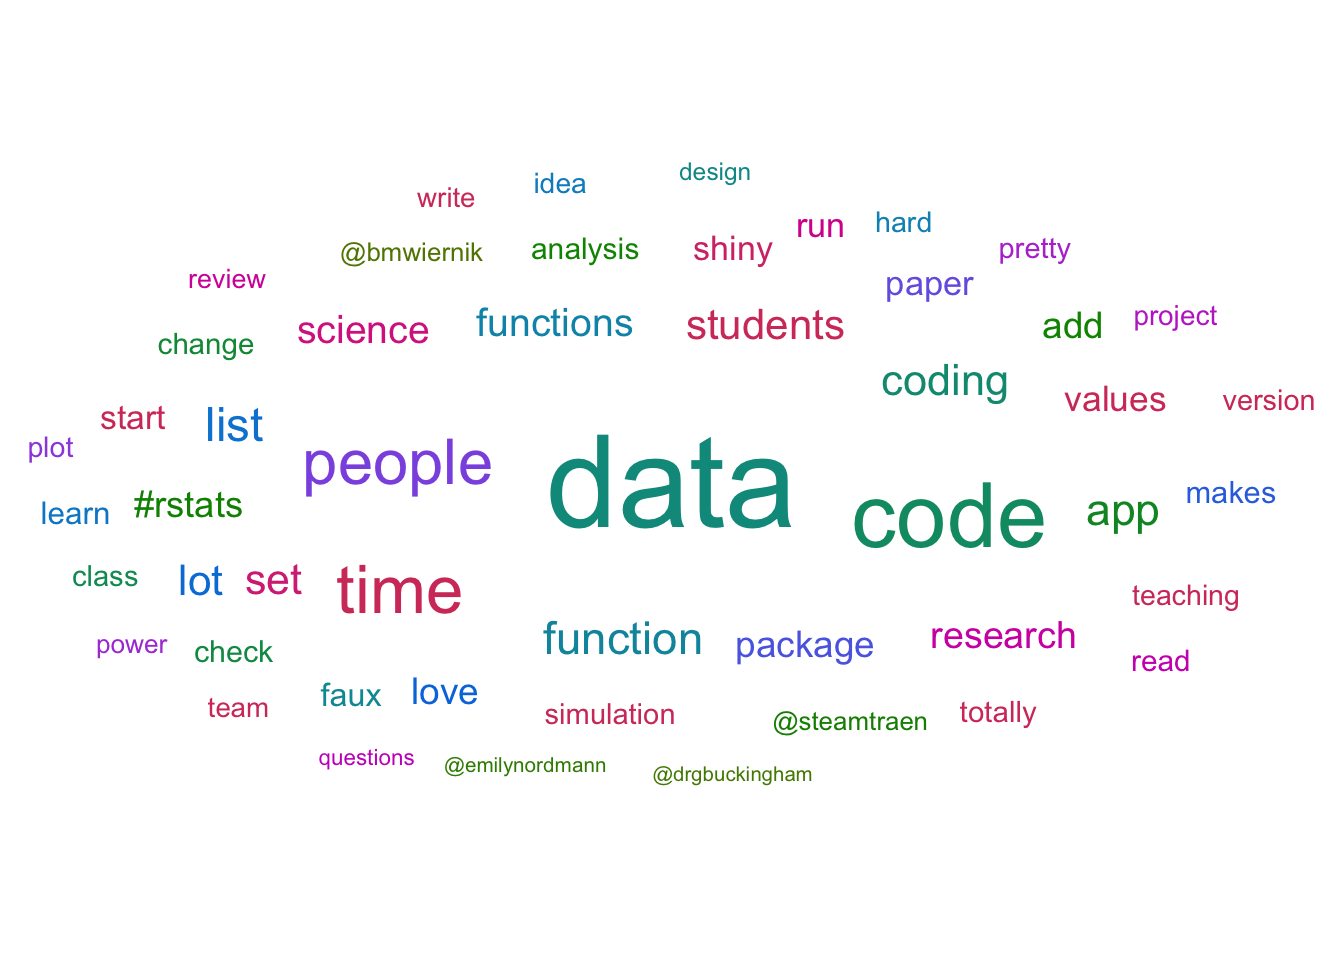 design
idea
write
run
hard
shiny
analysis
pretty
@bmwiernik
review
paper
project
functions
students
add
science
change
coding
values
version
start
list
plot
people
data
makes
#rstats
app
learn
code
class
lot
set
time
teaching
research
function
package
power
check
read
love
faux
team
simulation
totally
@steamtraen
questions
@emilynordmann
@drgbuckingham